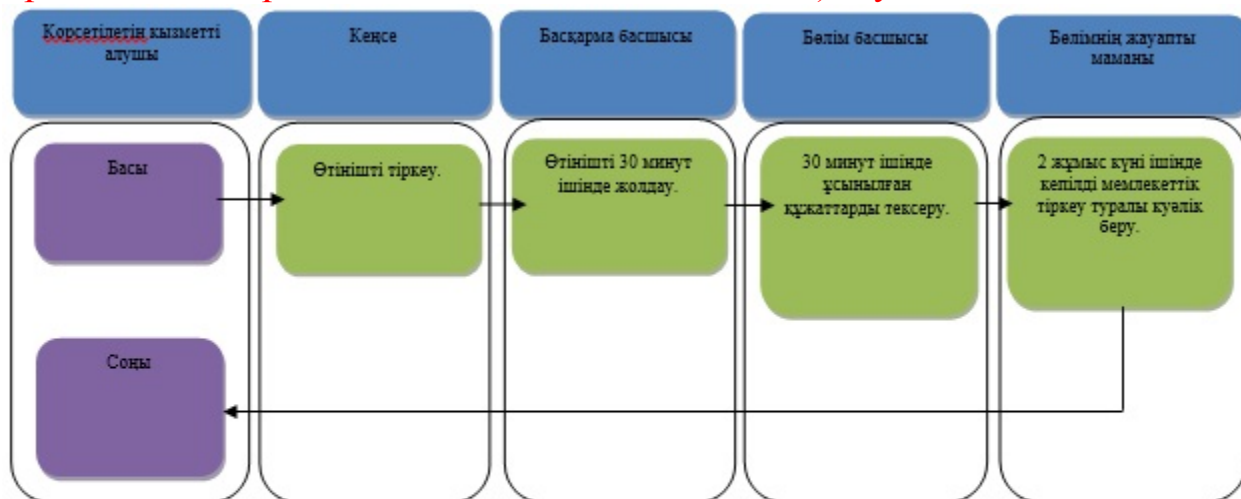 Көрсетілетін қызметті
алушы
Кеңсе
Басқарма басшысы
Бөлім басшысы
Бөлімнің жауапты
маманы
Басы
Өтінішті тіркеу.
Өтінішті 30 минут
ішінде жолдау.
30 минут ішінде
ұсынылған
құжаттарды тексеру.
2 жұмыс күні ішінде
кепілді мемлекеттік
тіркеу туралы куәлік
беру.
Соңы